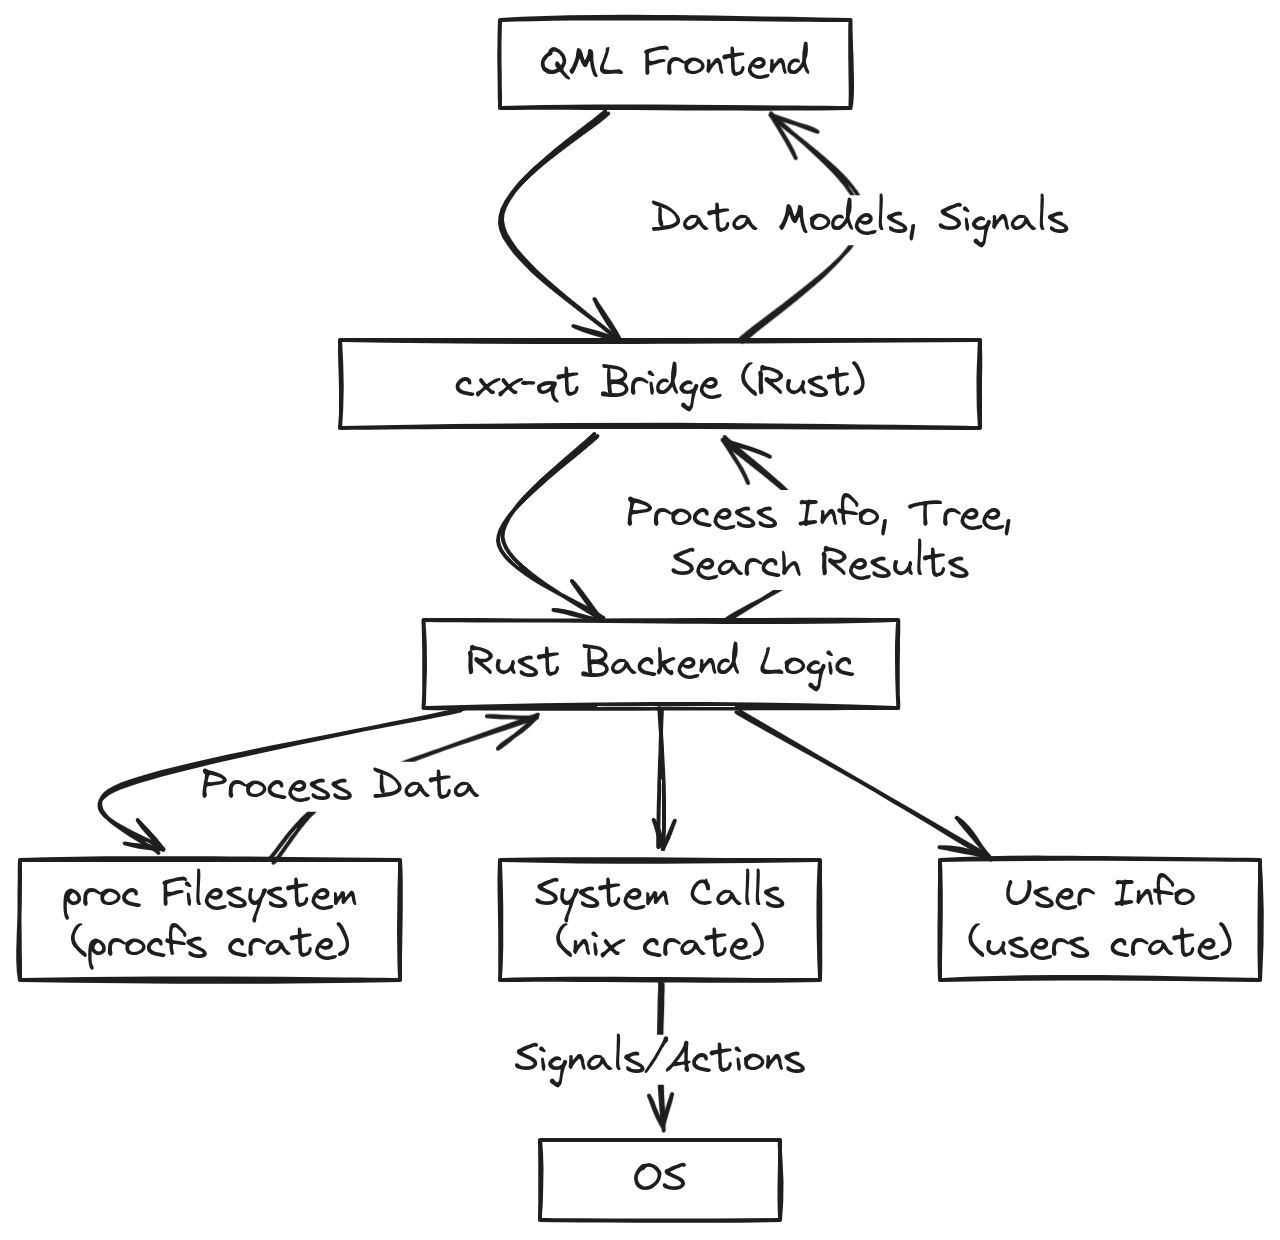 QML Frontend
Data Models, Signals
cxx-qt Bridge (Rust)
Process Info, Tree,
Search Results
Rust Backend Logic
Process Data
proc Filesystem
(procfs crate)
System Calls
(nix crate)
User Info
(users crate)
Signals/Actions
OS